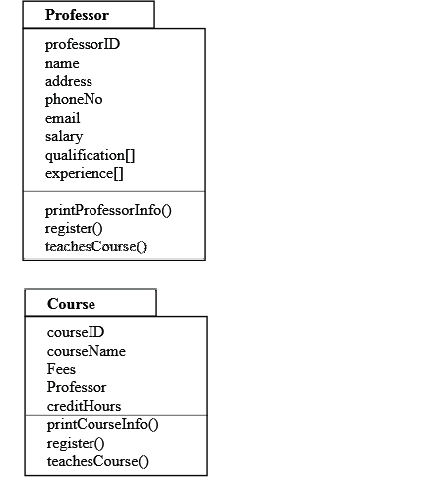 Professor
professorID
name
address
phoneNo
email
salary
qualification[]
experience[]
printProfessorInfo()
register()
teachesCourse()
Course
courseID
courseName
Fees
Professor
creditHours
printCourseInfo()
register()
teachesCourse()